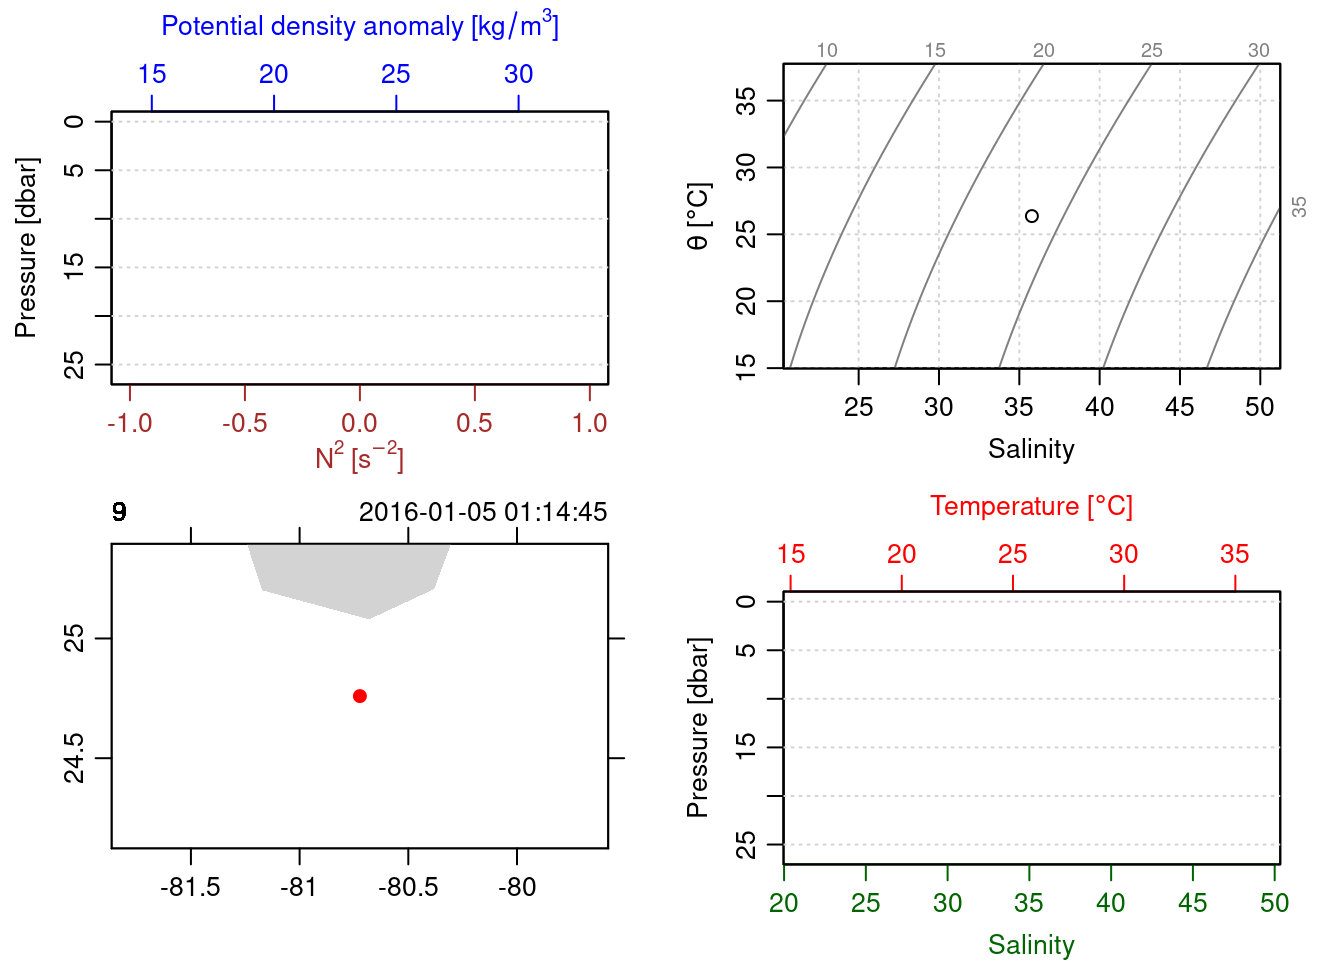 Potential density anomaly [kg/m³]
15 20 25 30
0
5
15
25
Pressure [dbar]
-1.0 -0.5 0.0 0.5 1.0
N² [s⁻²]
10 15 20 25 30
35
35
30
25
20
15
θ [°C]
25 30 35 40 45 50
Salinity
9 2016-01-05 01:14:45
25
24.5
-81.5 -81 -80.5 -80
Temperature [°C]
15 20 25 30 35
0
5
15
25
Pressure [dbar]
20 25 30 35 40 45 50
Salinity